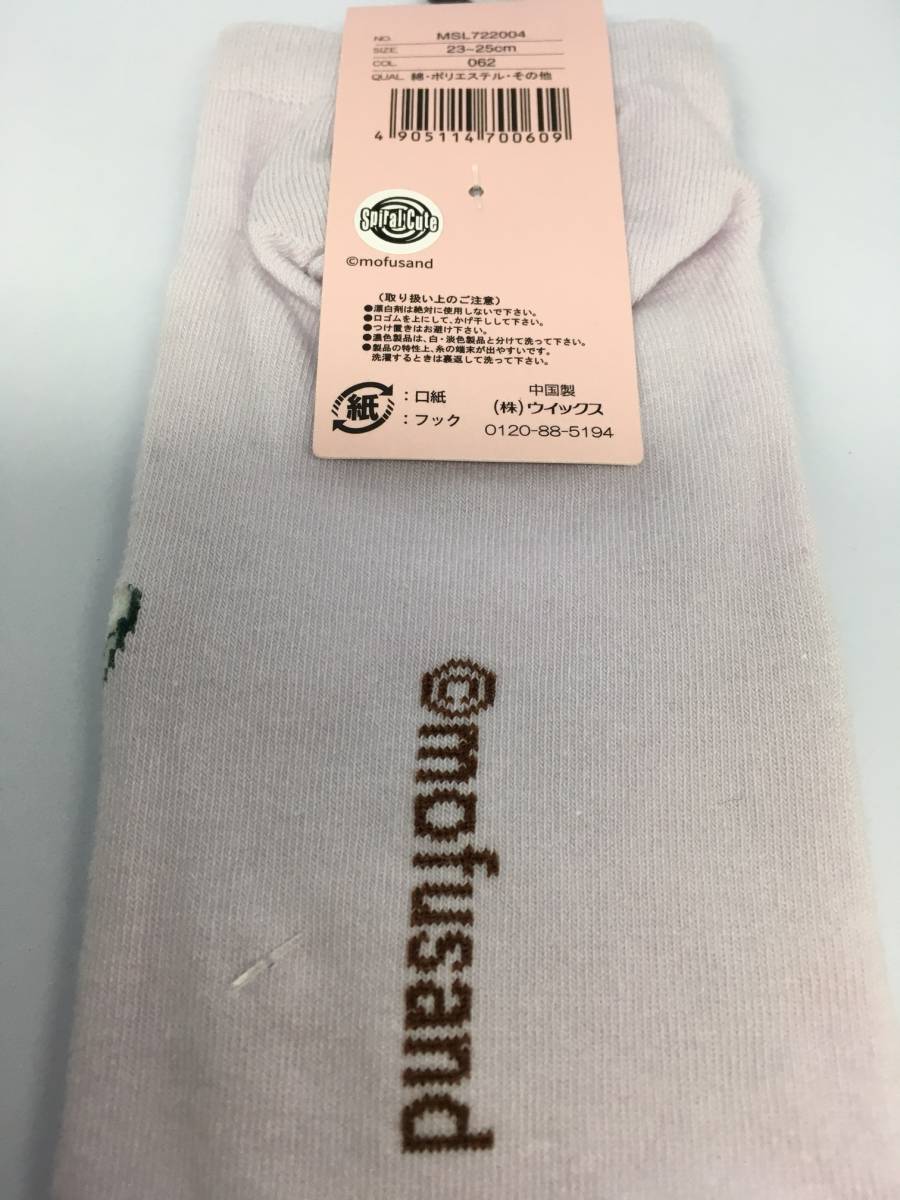 NO. MSL722004
SIZE 23~25cm
COL. 062
QUAL 綿・ポリエステル・その他
4 905114 700609
Spiral Cute
©mofusand
（取り扱い上のご注意）
●漂白剤は絶対に使用しないで下さい。
●口ゴムを上にして、かげ干しして下さい。
●つけ置きはお避け下さい。
●濃色製品は、白・淡色製品と分けて洗って下さい。
●製品の特性上、糸の端末が出やすいです。
洗濯するときは裏返して洗って下さい。
紙
：口紙
：フック
中国製
（株）ウイックス
0120-88-5194
©mofusand